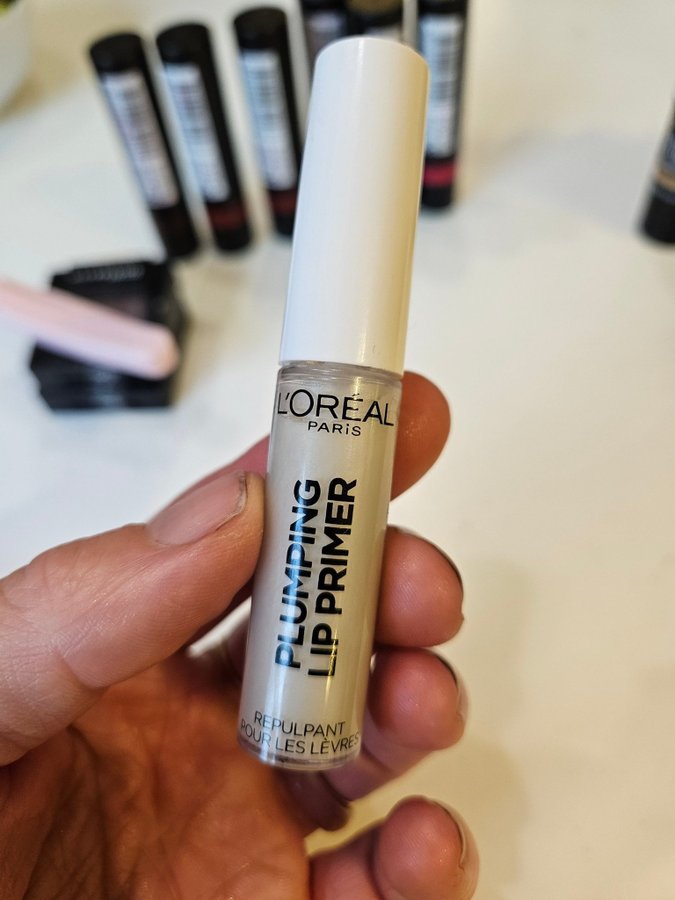 L'ORÉAL
PARiS
PLUMPING
LIP PRIMER
REPULPANT
POUR LES LÈVRES